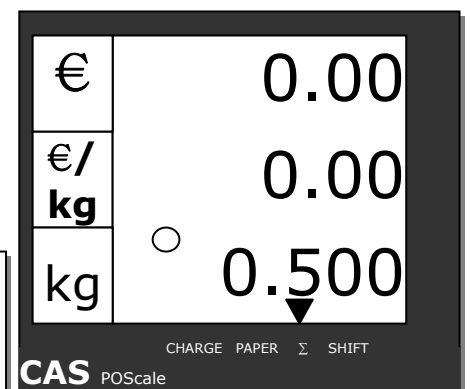 € 0.00
€/ 0.00
kg
kg 0.500
CHARGE PAPER Σ SHIFT
CAS POScale